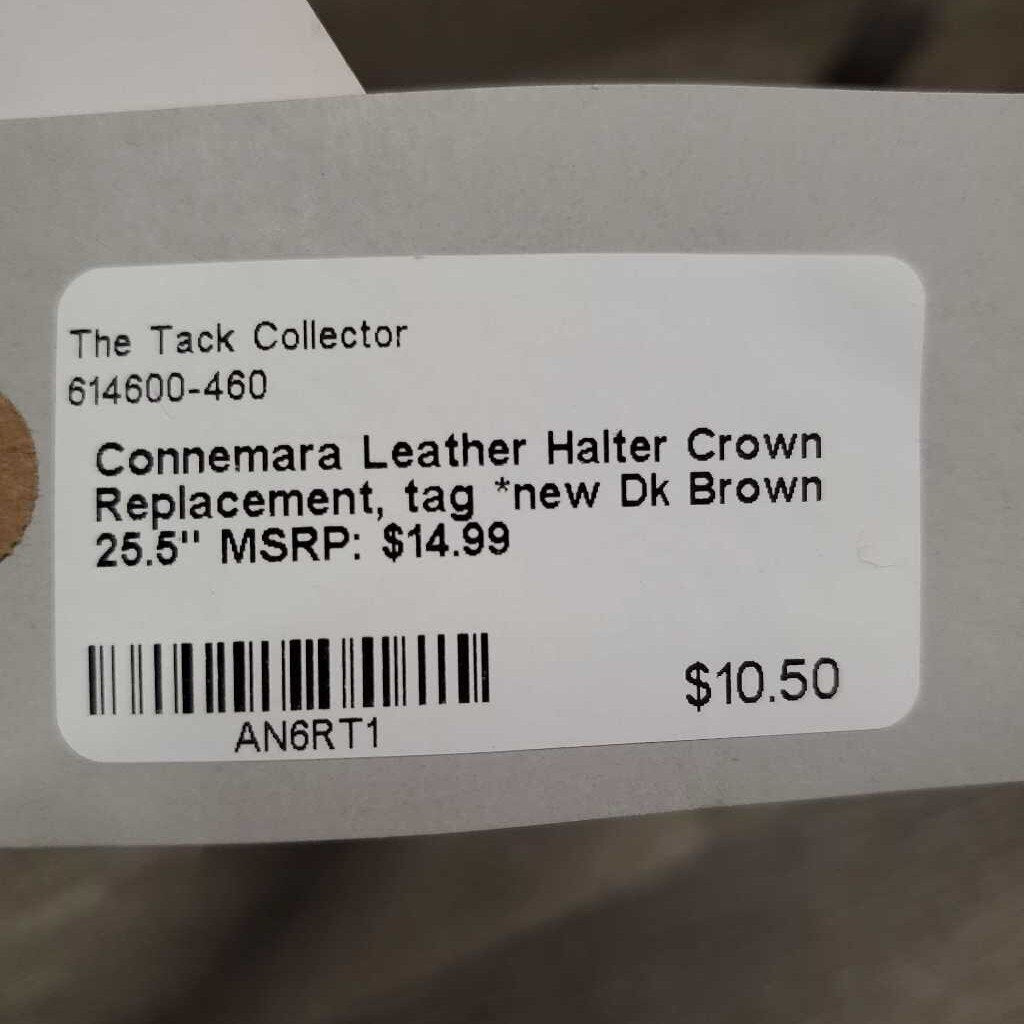 The Tack Collector
614600-460
Connemara Leather Halter Crown
Replacement, tag *new Dk Brown
25.5" MSRP: $14.99
$10.50
AN6RT1